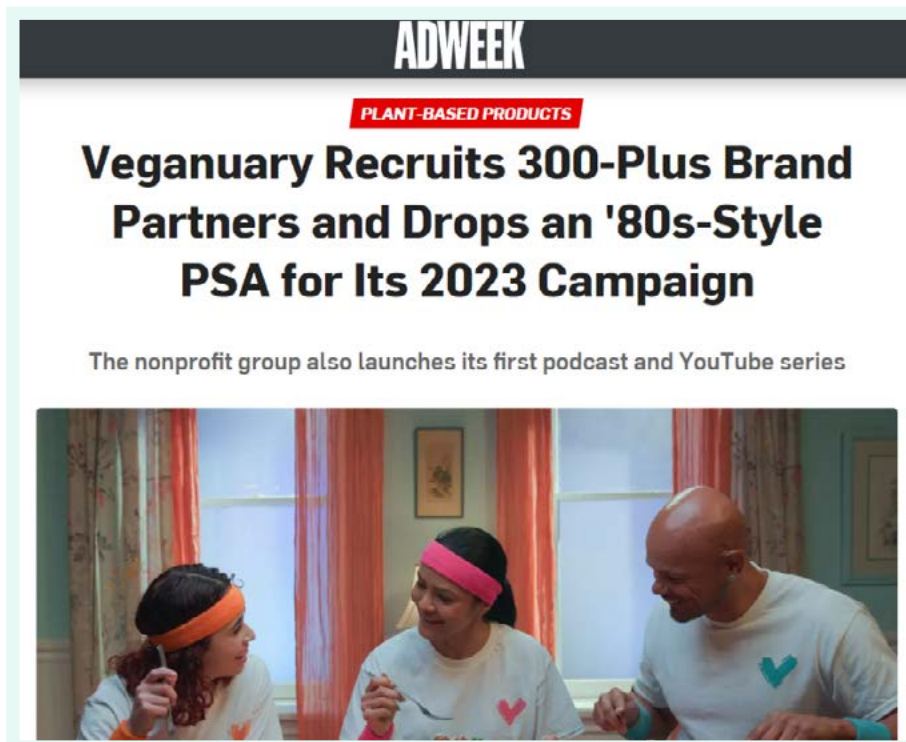 ADWEEK
PLANT-BASED PRODUCTS
Veganuary Recruits 300-Plus Brand
Partners and Drops an '80s-Style
PSA for Its 2023 Campaign
The nonprofit group also launches its first podcast and YouTube series